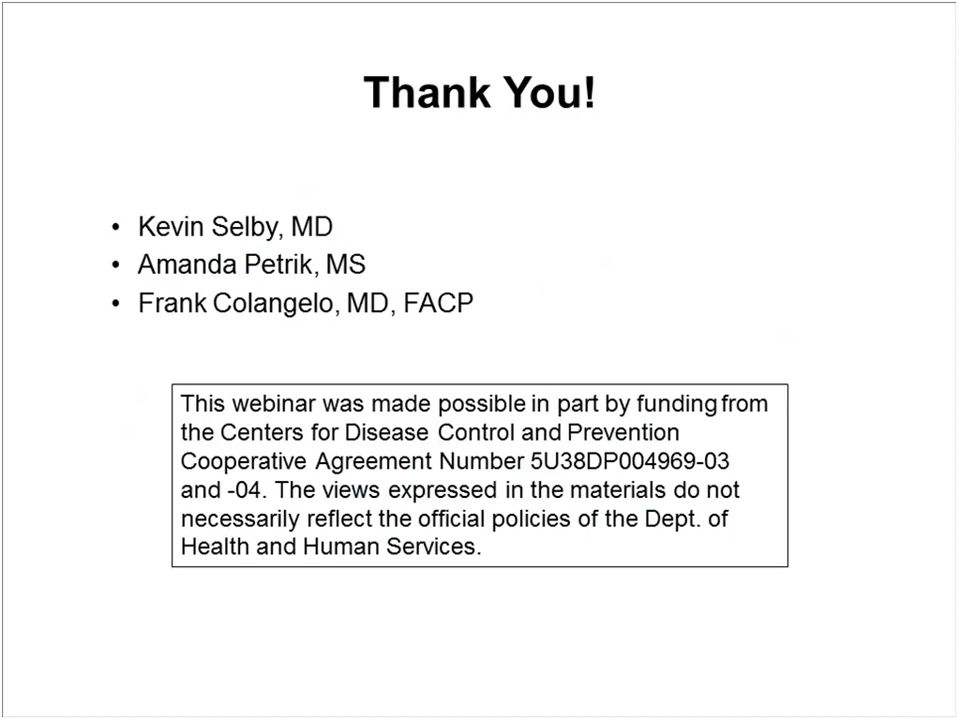 Thank You!
• Kevin Selby, MD
• Amanda Petrik, MS
• Frank Colangelo, MD, FACP
This webinar was made possible in part by funding from
the Centers for Disease Control and Prevention
Cooperative Agreement Number 5U38DP004969-03
and -04. The views expressed in the materials do not
necessarily reflect the official policies of the Dept. of
Health and Human Services.